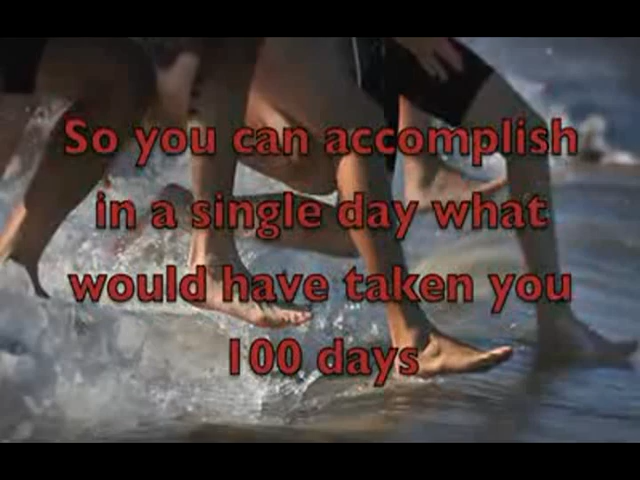 So you can accomplish
in a single day what
would have taken you
100 days